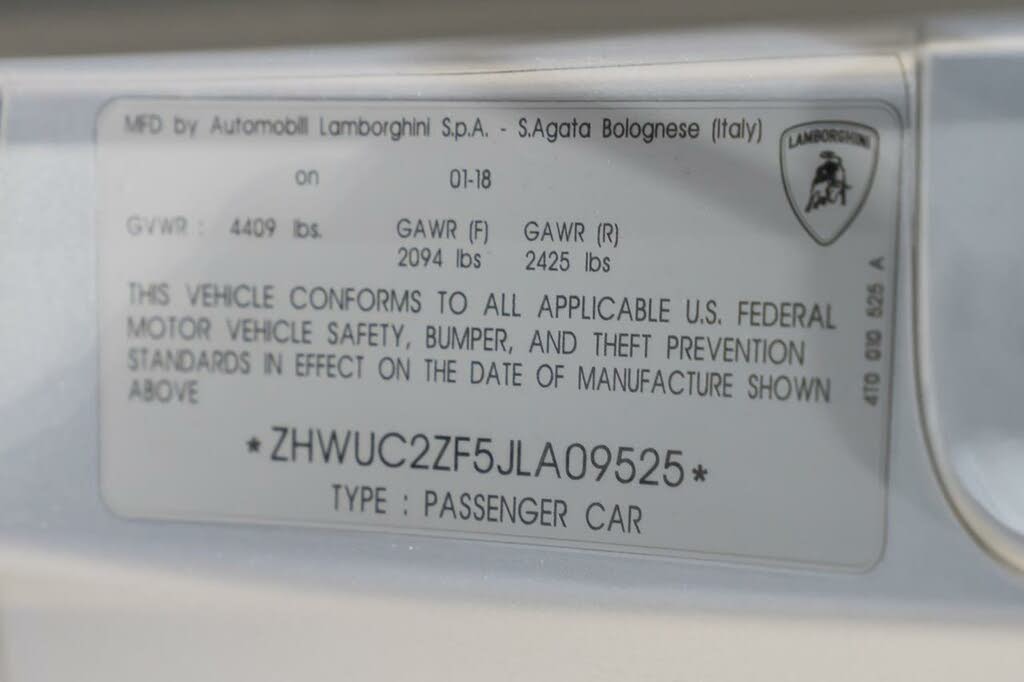 MFD by Automobili Lamborghini S.p.A. - S.Agata Bolognese (Italy)
LAMBORGHINI
on 01-18
GVWR : 4409 lbs. GAWR (F) GAWR (R)
2094 lbs 2425 lbs
THIS VEHICLE CONFORMS TO ALL APPLICABLE U.S. FEDERAL
MOTOR VEHICLE SAFETY, BUMPER, AND THEFT PREVENTION
STANDARDS IN EFFECT ON THE DATE OF MANUFACTURE SHOWN
ABOVE
4T0 010 525 A
*ZHWUC2ZF5JLA09525*
TYPE : PASSENGER CAR